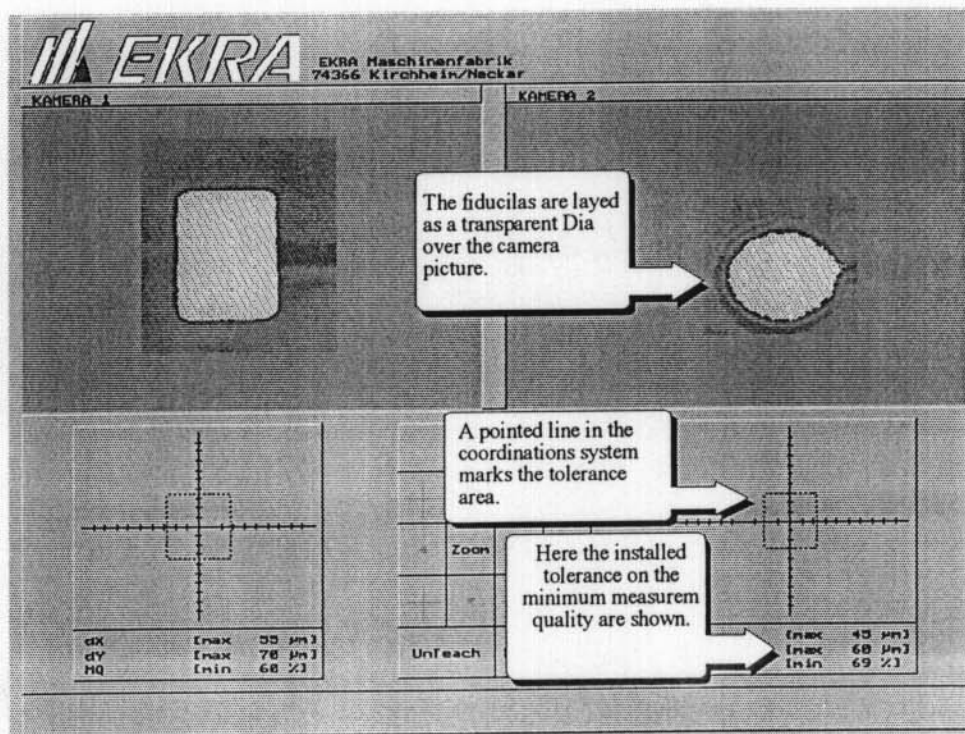 EKRA
EKRA Maschinenfabrik
74366 Kirchheim/Neckar
KAMERA 1
KAMERA 2
The fiducilas are layed
as a transparent Dia
over the camera
picture.
A pointed line in the
coordinations system
marks the tolerance
area.
Zoom
Here the installed
tolerance on the
minimum measurem
quality are shown.
dX [max 55 µm]
dY [max 70 µm]
MQ [min 60 %]
UnTeach
[max 45 µm]
[max 60 µm]
[min 69 %]